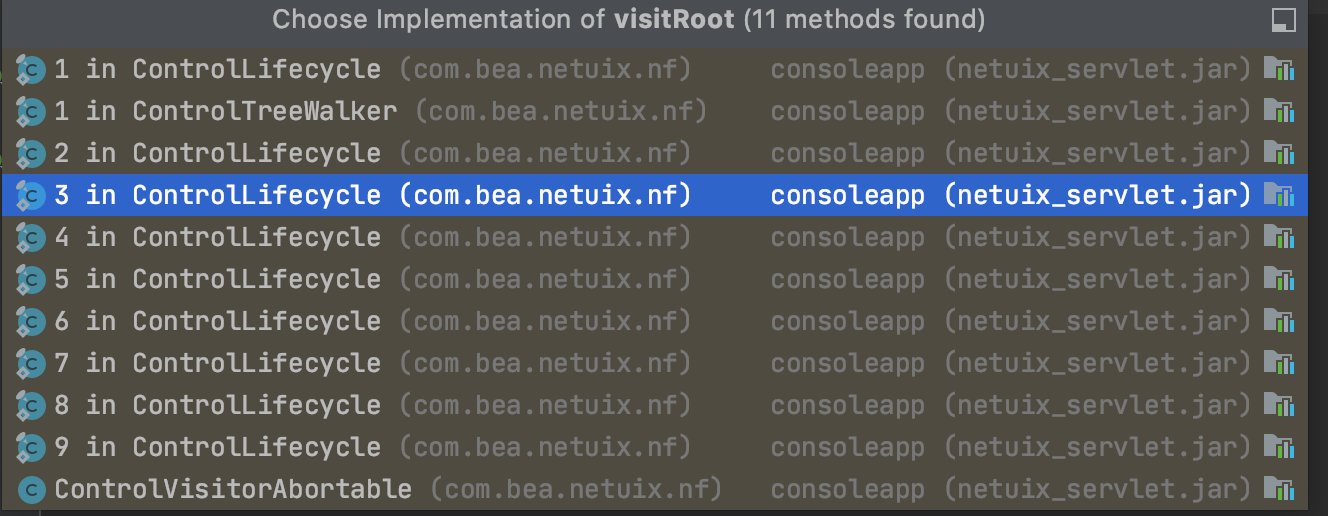 Choose Implementation of visitRoot (11 methods found)
C 1 in ControlLifecycle (com.bea.netuix.nf) consoleapp (netuix_servlet.jar)
C 1 in ControlTreeWalker (com.bea.netuix.nf) consoleapp (netuix_servlet.jar)
C 2 in ControlLifecycle (com.bea.netuix.nf) consoleapp (netuix_servlet.jar)
C 3 in ControlLifecycle (com.bea.netuix.nf) consoleapp (netuix_servlet.jar)
C 4 in ControlLifecycle (com.bea.netuix.nf) consoleapp (netuix_servlet.jar)
C 5 in ControlLifecycle (com.bea.netuix.nf) consoleapp (netuix_servlet.jar)
C 6 in ControlLifecycle (com.bea.netuix.nf) consoleapp (netuix_servlet.jar)
C 7 in ControlLifecycle (com.bea.netuix.nf) consoleapp (netuix_servlet.jar)
C 8 in ControlLifecycle (com.bea.netuix.nf) consoleapp (netuix_servlet.jar)
C 9 in ControlLifecycle (com.bea.netuix.nf) consoleapp (netuix_servlet.jar)
C ControlVisitorAbortable (com.bea.netuix.nf) consoleapp (netuix_servlet.jar)